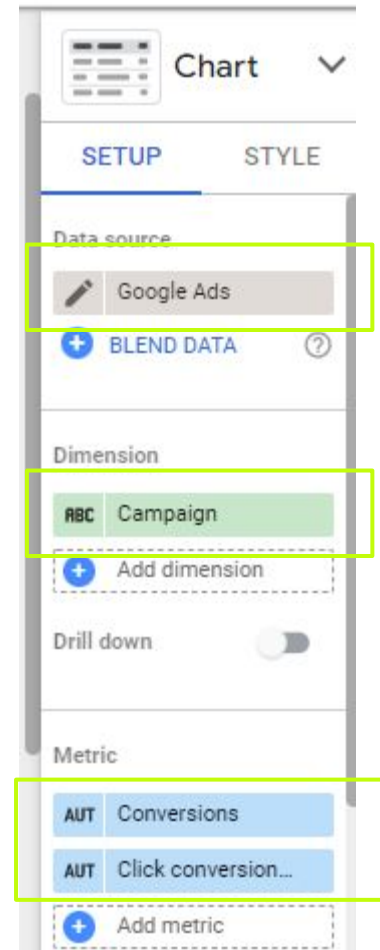 Chart
SETUP STYLE
Data source
Google Ads
BLEND DATA ?
Dimension
ABC Campaign
Add dimension
Drill down
Metric
AUT Conversions
AUT Click conversion...
Add metric